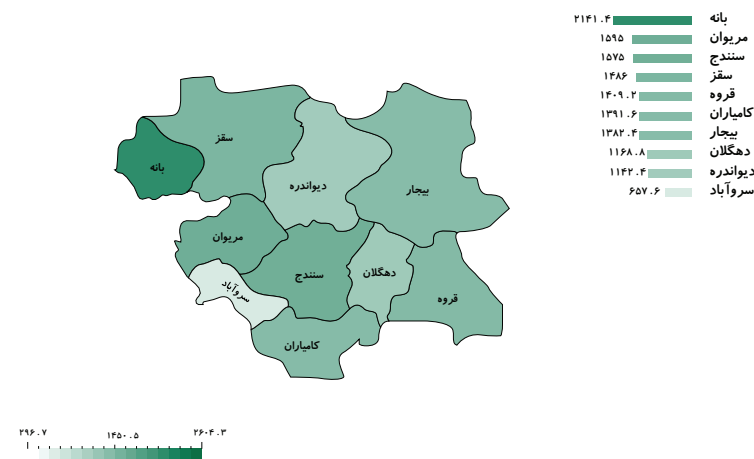 بانه ۲۱۴۱.۴
مریوان ۱۵۹۵
سنندج ۱۵۷۵
سقز ۱۴۸۶
قروه ۱۴۰۹.۲
کامیاران ۱۳۹۱.۶
بیجار ۱۳۸۲.۴
دهگلان ۱۱۶۸.۸
دیواندره ۱۱۴۲.۴
سروآباد ۶۵۷.۶
سقز
بانه
دیواندره
بیجار
مریوان
سنندج
دهگلان
سروآباد
قروه
کامیاران
۲۹۶.۷ ۱۴۵۰.۵ ۲۶۰۴.۳